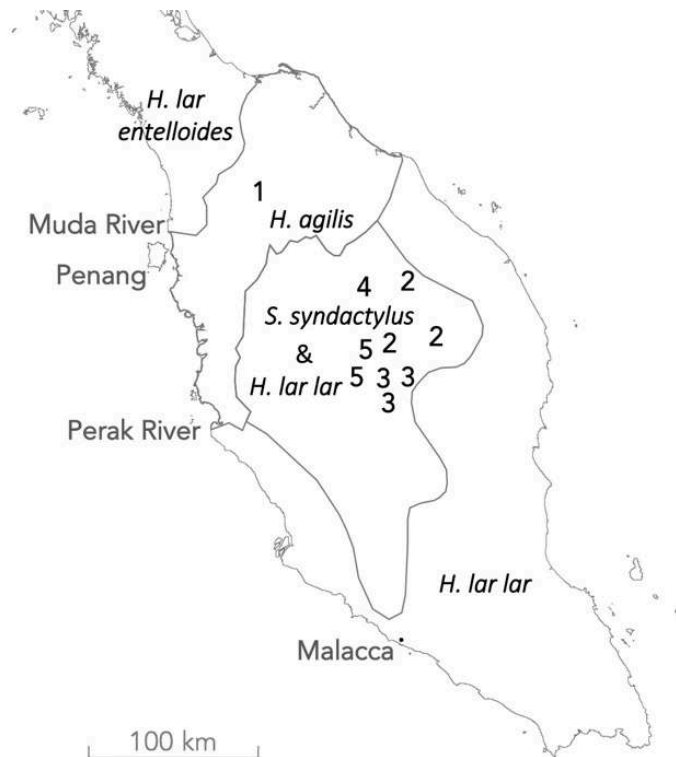 H. lar
entelloides
1
Muda River
H. agilis
Penang
4 2
S. syndactylus
5 2 2
&
H. lar lar 5 3 3
3
Perak River
H. lar lar
Malacca
100 km